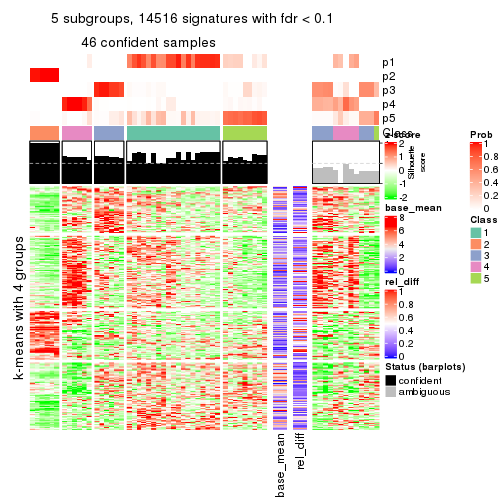 5 subgroups, 14516 signatures with fdr < 0.1
46 confident samples
p1
p2
p3
p4
p5
Class
z-score
2
1
0
-1
-2
Silhouette
score
base_mean
8
6
4
2
0
rel_diff
1
0.8
0.6
0.4
0.2
0
Status (barplots)
confident
ambiguous
Prob
1
0.8
0.6
0.4
0.2
0
Class
1
2
3
4
5
k-means with 4 groups
base_mean
rel_diff